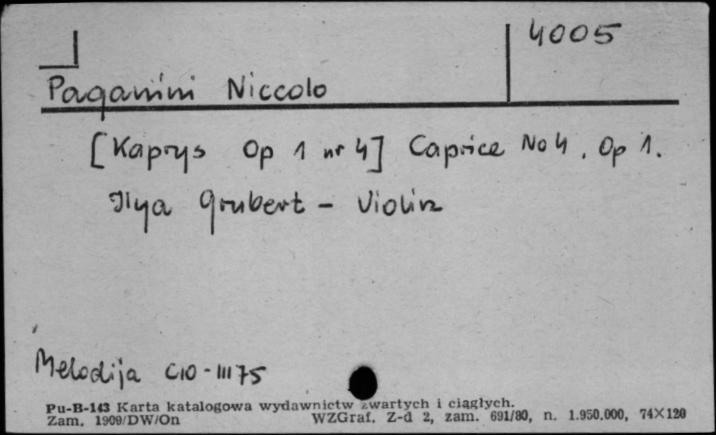 4005
Paganini Niccolo
[Kaprys Op 1 nr 4] Caprice No 4, Op 1.
Ilya Grubert - Violin
Melodija C10-11175
Pu-B-143 Karta katalogowa wydawnictw zwartych i ciągłych.
Zam. 1909/DW/On WZGraf. Z-d 2, zam. 691/80, n. 1.950.000, 74X120